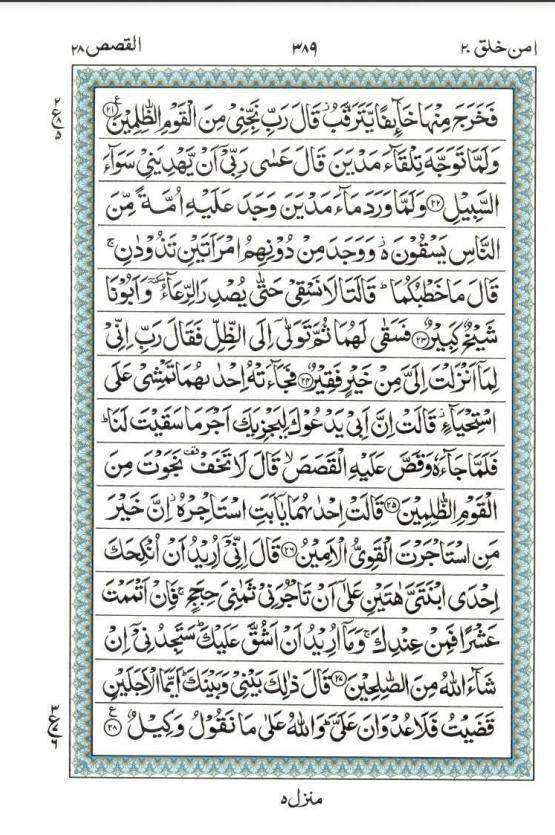 امن خلق ٢٠ ٣٨٩ القصص ٢٨
فَخَرَجَ مِنْهَا خَآئِفًا يَّتَرَقَّبُ ۫ قَالَ رَبِّ نَجِّنِيْ مِنَ الْقَوْمِ الظّٰلِمِيْنَ ﴿٢١﴾ ع
وَلَمَّا تَوَجَّهَ تِلْقَآءَ مَدْيَنَ قَالَ عَسٰى رَبِّيْٓ اَنْ يَّهْدِيَنِيْ سَوَآءَ
السَّبِيْلِ ﴿٢٢﴾ وَلَمَّا وَرَدَ مَآءَ مَدْيَنَ وَجَدَ عَلَيْهِ اُمَّةً مِّنَ
النَّاسِ يَسْقُوْنَ ە۬ وَوَجَدَ مِنْ دُوْنِهِمُ امْرَاَتَيْنِ تَذُوْدٰنِ ۚ
قَالَ مَا خَطْبُكُمَا ؕ قَالَتَا لَا نَسْقِيْ حَتّٰى يُصْدِرَ الرِّعَآءُ ٚ وَاَبُوْنَا
شَيْخٌ كَبِيْرٌ ﴿٢٣﴾ فَسَقٰى لَهُمَا ثُمَّ تَوَلّٰىٓ اِلَى الظِّلِّ فَقَالَ رَبِّ اِنِّيْ
لِمَآ اَنْزَلْتَ اِلَيَّ مِنْ خَيْرٍ فَقِيْرٌ ﴿٢٤﴾ فَجَآءَتْهُ اِحْدٰىهُمَا تَمْشِيْ عَلَى
اسْتِحْيَآءٍ ؗ قَالَتْ اِنَّ اَبِيْ يَدْعُوْكَ لِيَجْزِيَكَ اَجْرَ مَا سَقَيْتَ لَنَا ؕ
فَلَمَّا جَآءَهٗ وَقَصَّ عَلَيْهِ الْقَصَصَ ۙ قَالَ لَا تَخَفْ ۫ نَجَوْتَ مِنَ
الْقَوْمِ الظّٰلِمِيْنَ ﴿٢٥﴾ قَالَتْ اِحْدٰىهُمَا يٰۤاَبَتِ اسْتَاْجِرْهُ ؗ اِنَّ خَيْرَ
مَنِ اسْتَاْجَرْتَ الْقَوِيُّ الْاَمِيْنُ ﴿٢٦﴾ قَالَ اِنِّيْٓ اُرِيْدُ اَنْ اُنْكِحَكَ
اِحْدَى ابْنَتَيَّ هٰتَيْنِ عَلٰٓى اَنْ تَاْجُرَنِيْ ثَمٰنِيَ حِجَجٍ ۚ فَاِنْ اَتْمَمْتَ
عَشْرًا فَمِنْ عِنْدِكَ ۚ وَمَآ اُرِيْدُ اَنْ اَشُقَّ عَلَيْكَ ؕ سَتَجِدُنِيْٓ اِنْ
شَآءَ اللّٰهُ مِنَ الصّٰلِحِيْنَ ﴿٢٧﴾ قَالَ ذٰلِكَ بَيْنِيْ وَبَيْنَكَ ؕ اَيَّمَا الْاَجَلَيْنِ
قَضَيْتُ فَلَا عُدْوَانَ عَلَيَّ ؕ وَاللّٰهُ عَلٰى مَا نَقُوْلُ وَكِيْلٌ ﴿٢٨﴾ ع
منزل ٥